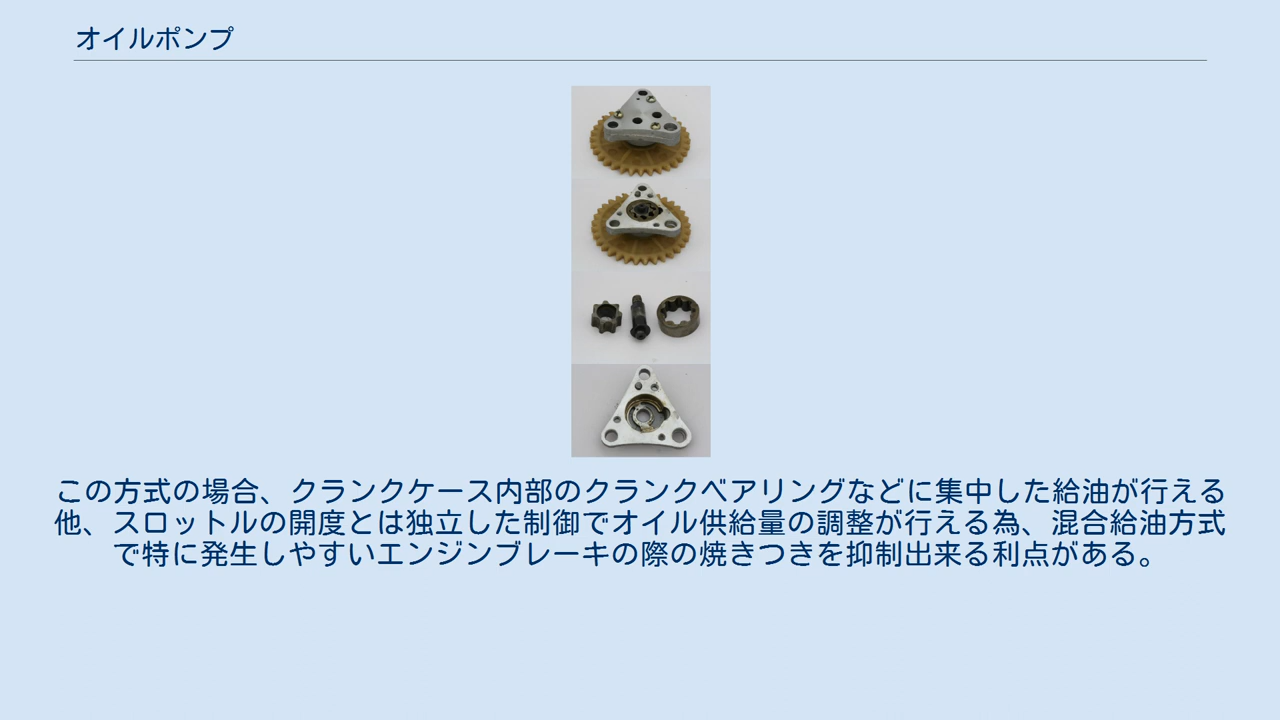 オイルポンプ
この方式の場合、クランクケース内部のクランクベアリングなどに集中した給油が行える
他、スロットルの開度とは独立した制御でオイル供給量の調整が行える為、混合給油方式
で特に発生しやすいエンジンブレーキの際の焼きつきを抑制出来る利点がある。